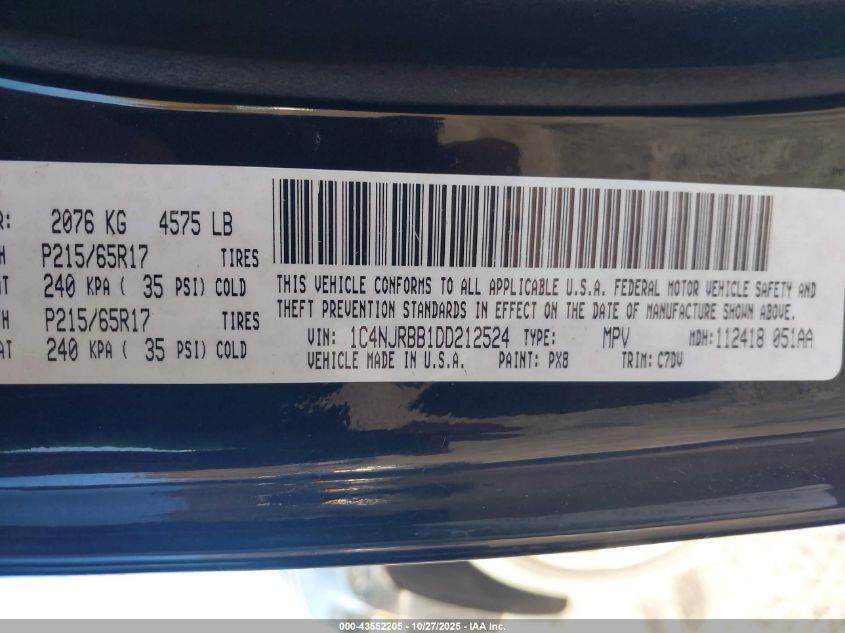 R: 2076 KG 4575 LB
H P215/65R17 TIRES
AT 240 KPA ( 35 PSI) COLD
H P215/65R17 TIRES
AT 240 KPA ( 35 PSI) COLD
THIS VEHICLE CONFORMS TO ALL APPLICABLE U.S.A. FEDERAL MOTOR VEHICLE SAFETY AND
THEFT PREVENTION STANDARDS IN EFFECT ON THE DATE OF MANUFACTURE SHOWN ABOVE.
VIN: 1C4NJRBB1DD212524 TYPE: MPV MDH: 112418 051AA
VEHICLE MADE IN U.S.A. PAINT: PX8 TRIM: C7DV
000-43552205 - 10/27/2025 - IAA Inc.